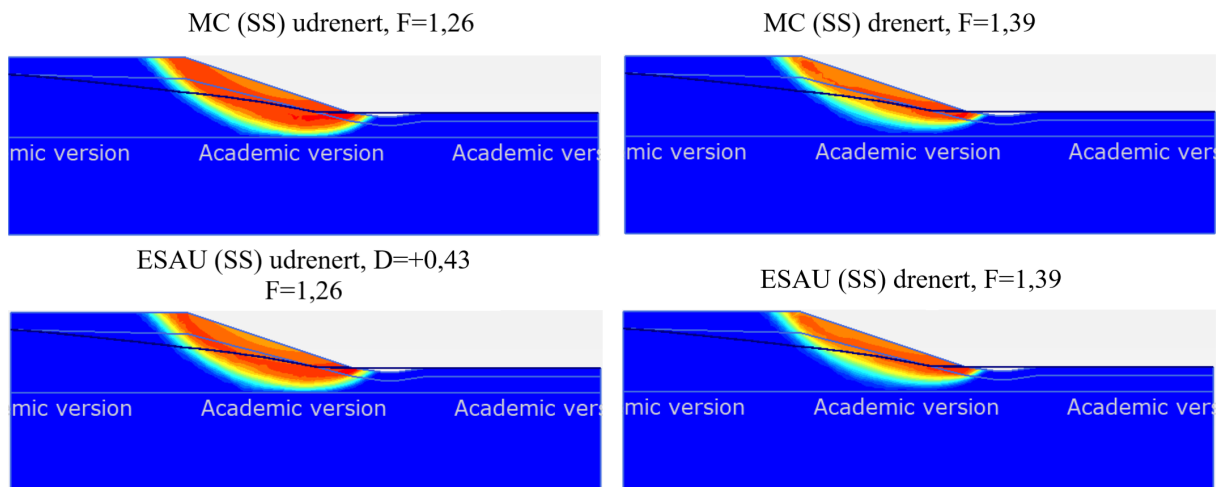 MC (SS) udrenert, F=1,26
MC (SS) drenert, F=1,39
mic version Academic version Academic vers
mic version Academic version Academic vers
ESAU (SS) udrenert, D=+0,43
F=1,26
ESAU (SS) drenert, F=1,39
mic version Academic version Academic vers
mic version Academic version Academic vers